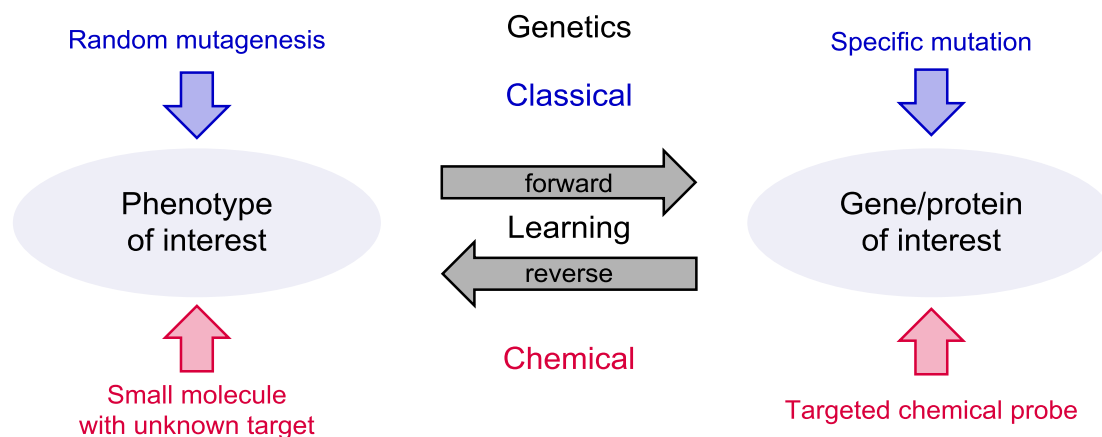 Genetics
Random mutagenesis
Specific mutation
Classical
forward
Phenotype
of interest
Gene/protein
of interest
Learning
reverse
Chemical
Small molecule
with unknown target
Targeted chemical probe